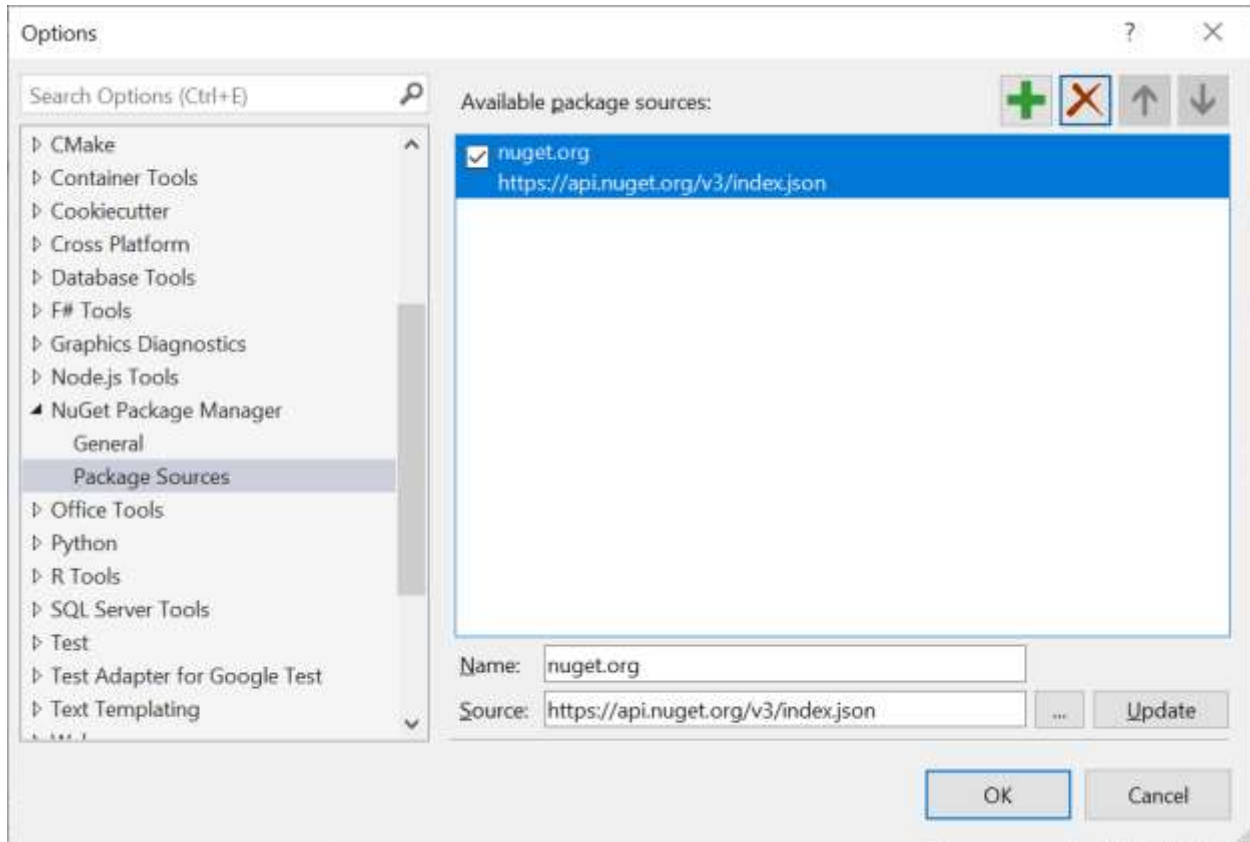 Options
?
Search Options (Ctrl+E)
CMake
Container Tools
Cookiecutter
Cross Platform
Database Tools
F# Tools
Graphics Diagnostics
Node.js Tools
NuGet Package Manager
General
Package Sources
Office Tools
Python
R Tools
SQL Server Tools
Test
Test Adapter for Google Test
Text Templating
Available package sources:
nuget.org
https://api.nuget.org/v3/index.json
Name: nuget.org
Source: https://api.nuget.org/v3/index.json ... Update
OK Cancel